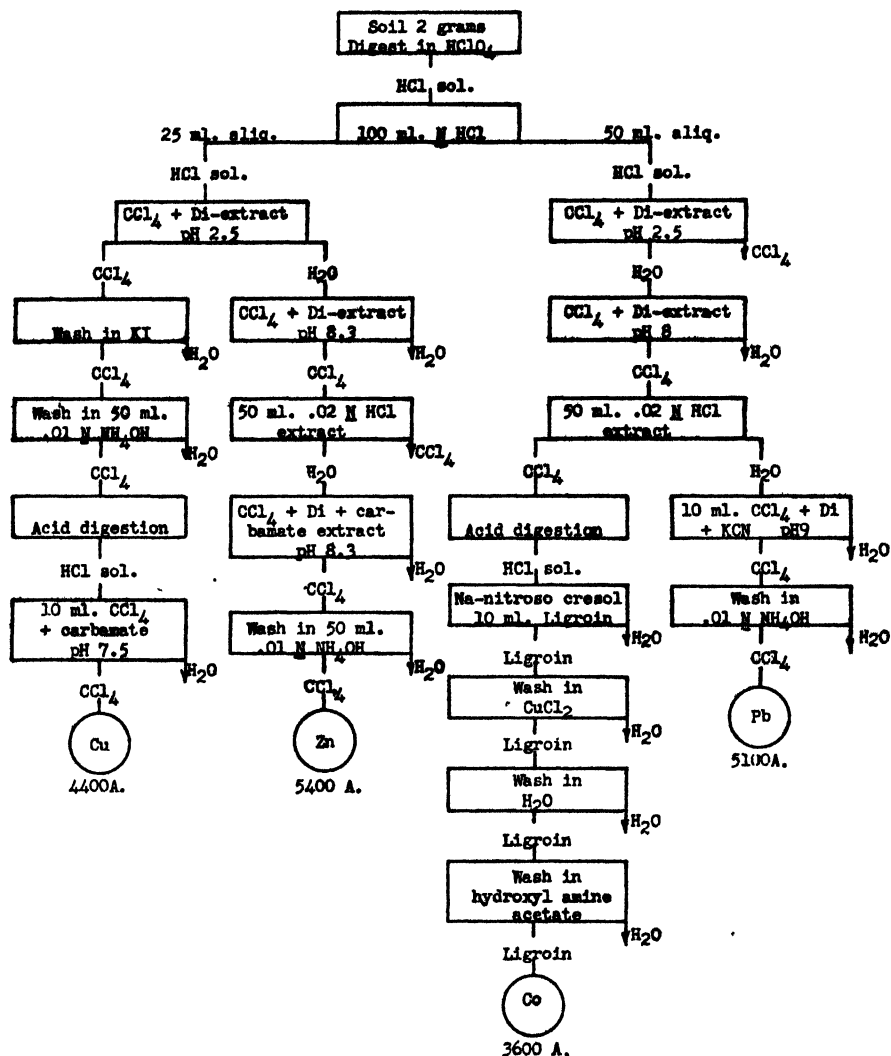 Soil 2 grams
Digest in HClO4
HCl sol.
25 ml. aliq.
100 ml. N HCl
50 ml. aliq.
HCl sol.
HCl sol.
CCl4 + Di-extract
pH 2.5
CCl4 + Di-extract
pH 2.5
CCl4
CCl4
H2O
H2O
Wash in KI
H2O
CCl4 + Di-extract
pH 8.3
H2O
CCl4 + Di-extract
pH 8
H2O
CCl4
CCl4
CCl4
Wash in 50 ml.
.01 N NH4OH
H2O
50 ml. .02 N HCl
extract
CCl4
50 ml. .02 N HCl
extract
CCl4
H2O
CCl4
H2O
Acid digestion
CCl4 + Di + car-
bamate extract
pH 8.3
H2O
Acid digestion
10 ml. CCl4 + Di
+ KCN pH9
H2O
HCl sol.
CCl4
HCl sol.
CCl4
10 ml. CCl4
+ carbamate
pH 7.5
H2O
Wash in 50 ml.
.01 N NH4OH
H2O
Na-nitroso cresol
10 ml. Ligroin
H2O
Wash in
.01 N NH4OH
H2O
CCl4
CCl4
Ligroin
CCl4
Cu
4400A.
Zn
5400 A.
Wash in
CuCl2
H2O
Pb
5100A.
Ligroin
Wash in
H2O
H2O
Ligroin
Wash in
hydroxyl amine
acetate
H2O
Ligroin
Co
3600 A.